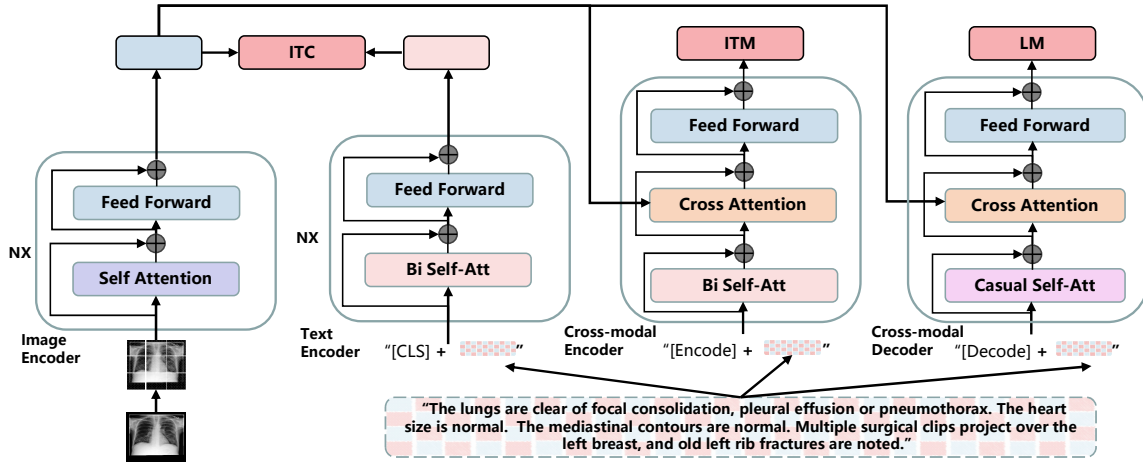 ITC
ITM
LM
Feed Forward
Self Attention
NX
Image
Encoder
Feed Forward
Bi Self-Att
NX
Text
Encoder
“[CLS] + ”
Feed Forward
Cross Attention
Bi Self-Att
Cross-modal
Encoder
“[Encode] + ”
Feed Forward
Cross Attention
Casual Self-Att
Cross-modal
Decoder
“[Decode] + ”
“The lungs are clear of focal consolidation, pleural effusion or pneumothorax. The heart
size is normal. The mediastinal contours are normal. Multiple surgical clips project over the
left breast, and old left rib fractures are noted.”